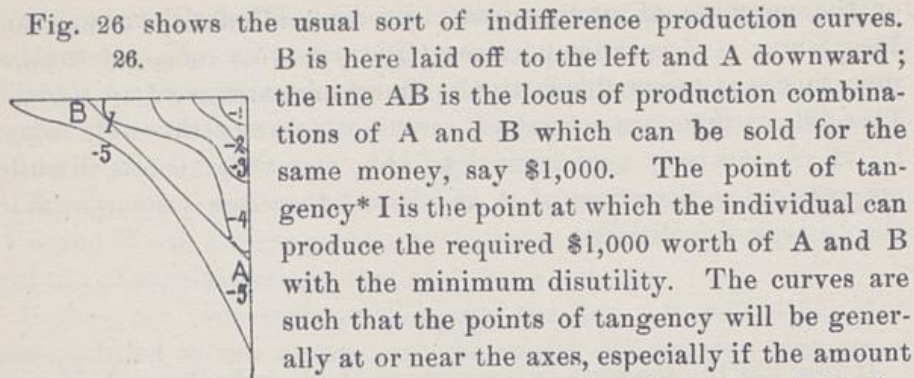 Fig. 26 shows the usual sort of indifference production curves.
26.
B is here laid off to the left and A downward ;
the line AB is the locus of production combina-
tions of A and B which can be sold for the
same money, say $1,000. The point of tan-
gency* I is the point at which the individual can
produce the required $1,000 worth of A and B
with the minimum disutility. The curves are
such that the points of tangency will be gener-
ally at or near the axes, especially if the amount
B
-1
-2
-3
-5
-4
A
-5